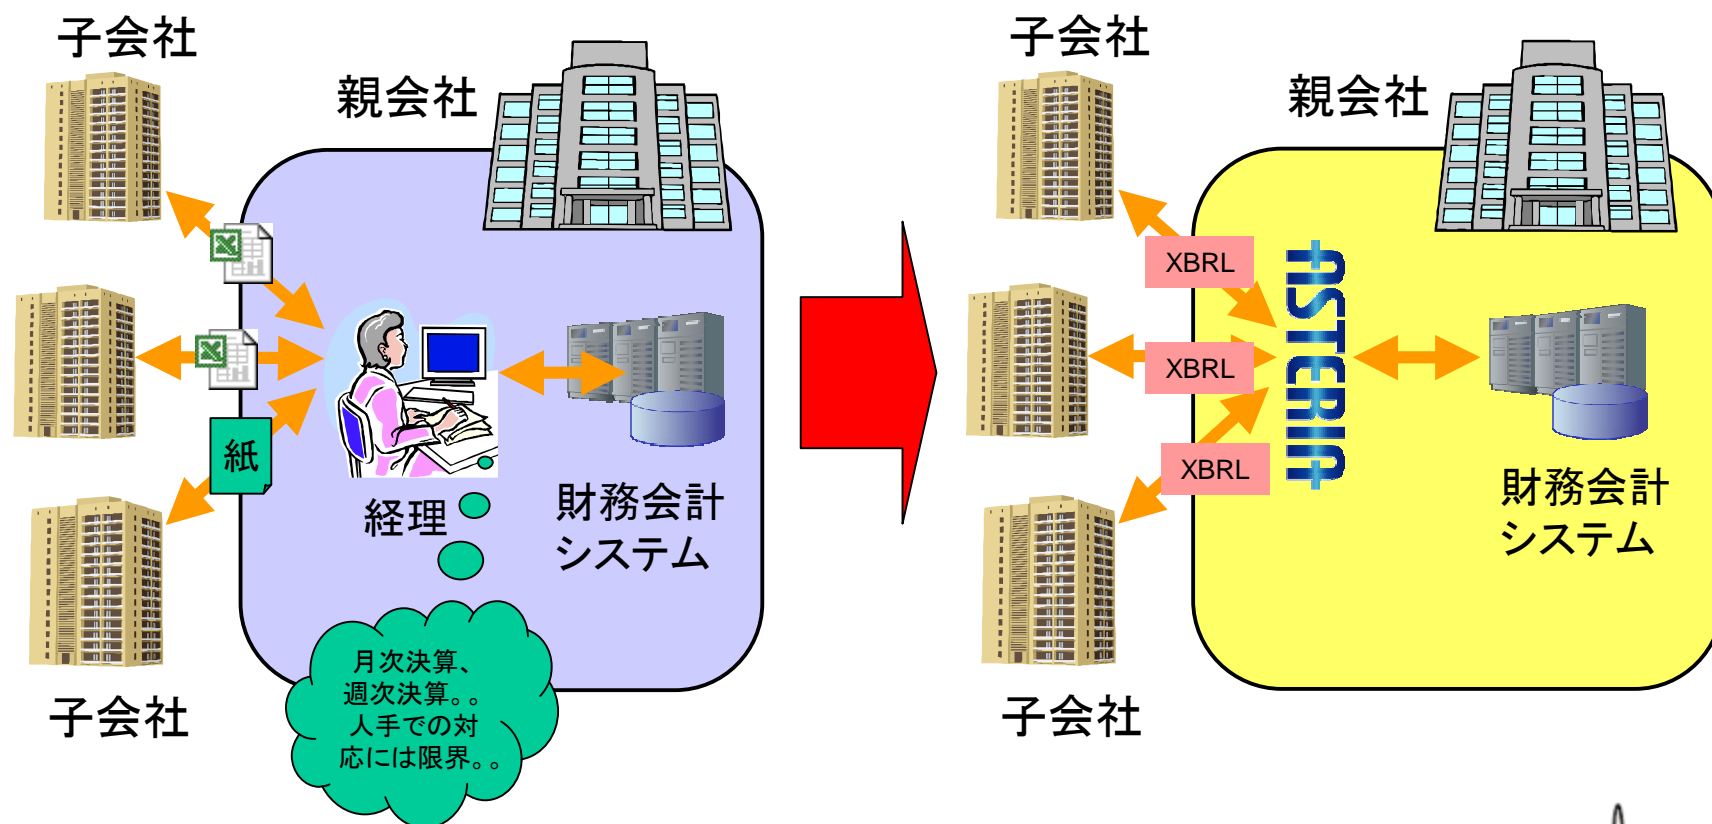 子会社
親会社
紙
経理
財務会計
システム
月次決算、
週次決算。。
人手での対
応には限界。。
子会社
子会社
親会社
XBRL
XBRL
XBRL
ASTERIA
財務会計
システム
子会社